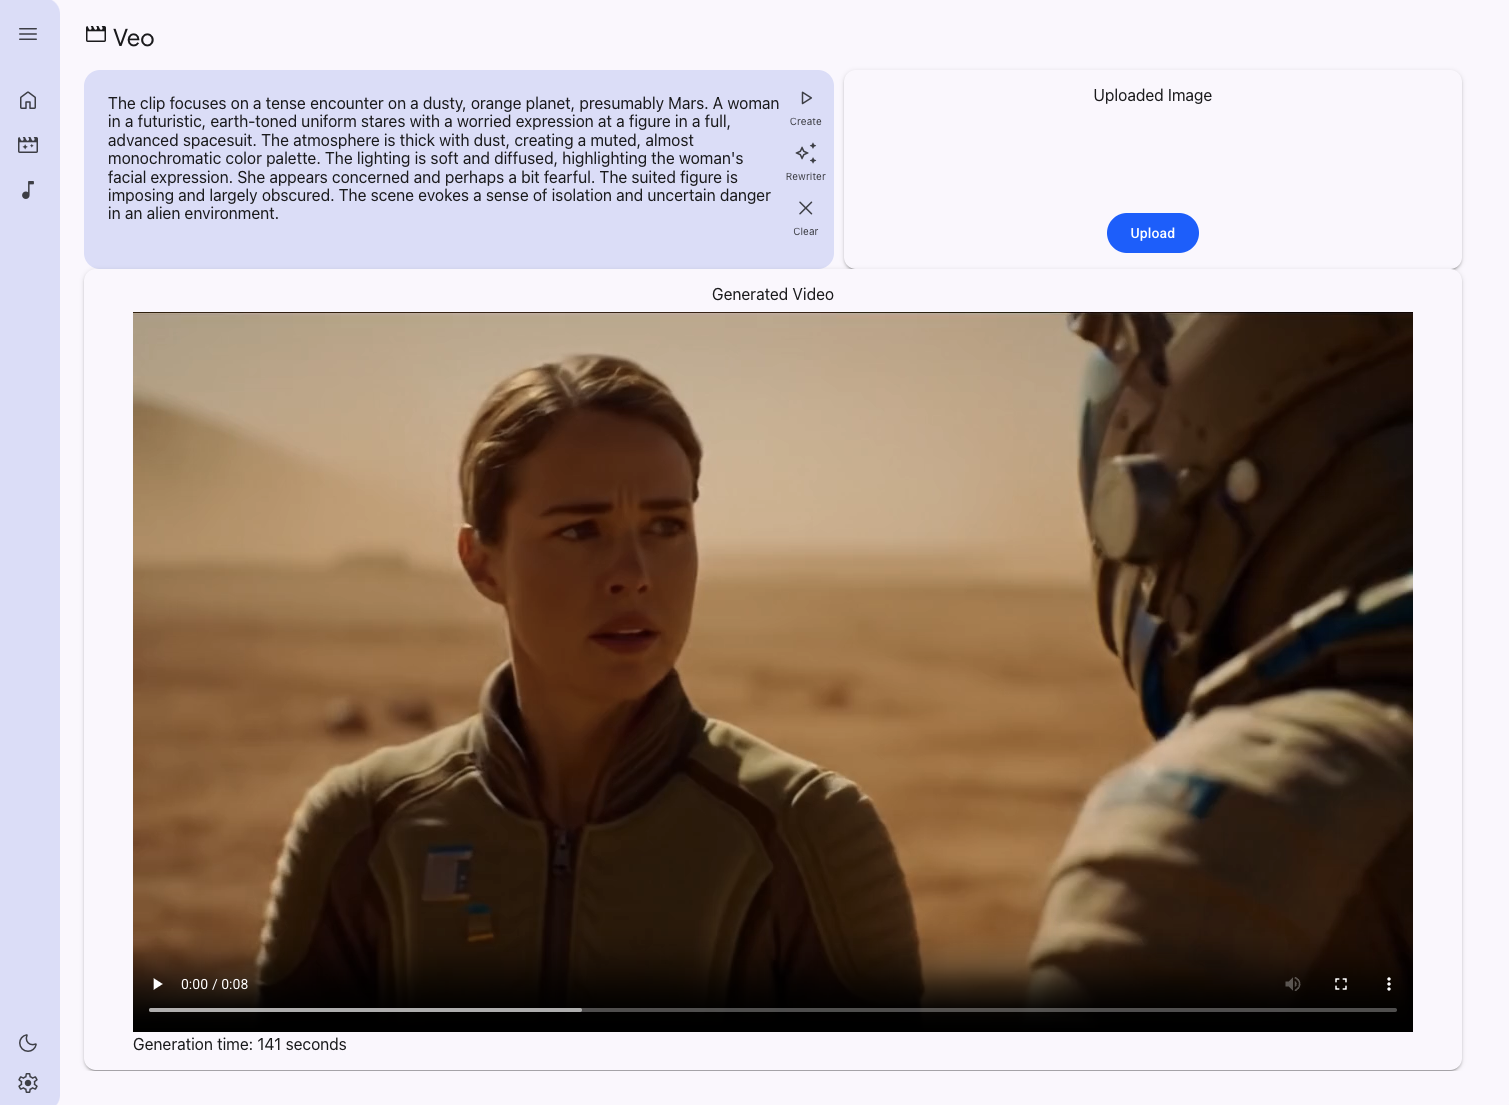 Veo
The clip focuses on a tense encounter on a dusty, orange planet, presumably Mars. A woman
in a futuristic, earth-toned uniform stares with a worried expression at a figure in a full,
advanced spacesuit. The atmosphere is thick with dust, creating a muted, almost
monochromatic color palette. The lighting is soft and diffused, highlighting the woman's
facial expression. She appears concerned and perhaps a bit fearful. The suited figure is
imposing and largely obscured. The scene evokes a sense of isolation and uncertain danger
in an alien environment.
Create
Rewriter
Clear
Uploaded Image
Upload
Generated Video
0:00 / 0:08
Generation time: 141 seconds